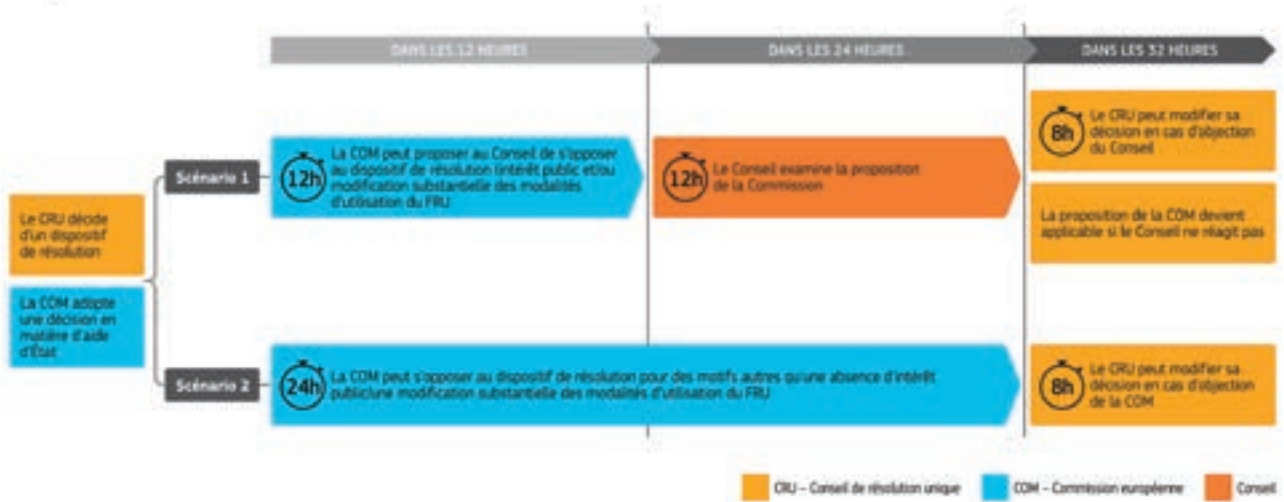 DANS LES 12 HEURES
DANS LES 24 HEURES
DANS LES 32 HEURES
Scénario 1
12h
La COM peut proposer au Conseil de s'opposer
au dispositif de résolution (intérêt public et/ou
modification substantielle des modalités
d'utilisation du FRU
12h
Le Conseil examine la proposition
de la Commission
8h
Le CRU peut modifier sa
décision en cas d'objection
du Conseil
La proposition de la COM devient
applicable si le Conseil ne réagit pas
Le CRU décide
d'un dispositif
de résolution
La COM adopte
une décision en
matière d'aide
d'État
Scénario 2
24h
La COM peut s'opposer au dispositif de résolution pour des motifs autres qu'une absence d'intérêt
public/une modification substantielle des modalités d'utilisation du FRU
8h
Le CRU peut modifier sa
décision en cas d'objection
de la COM
CRU – Conseil de résolution unique
COM – Commission européenne
Conseil